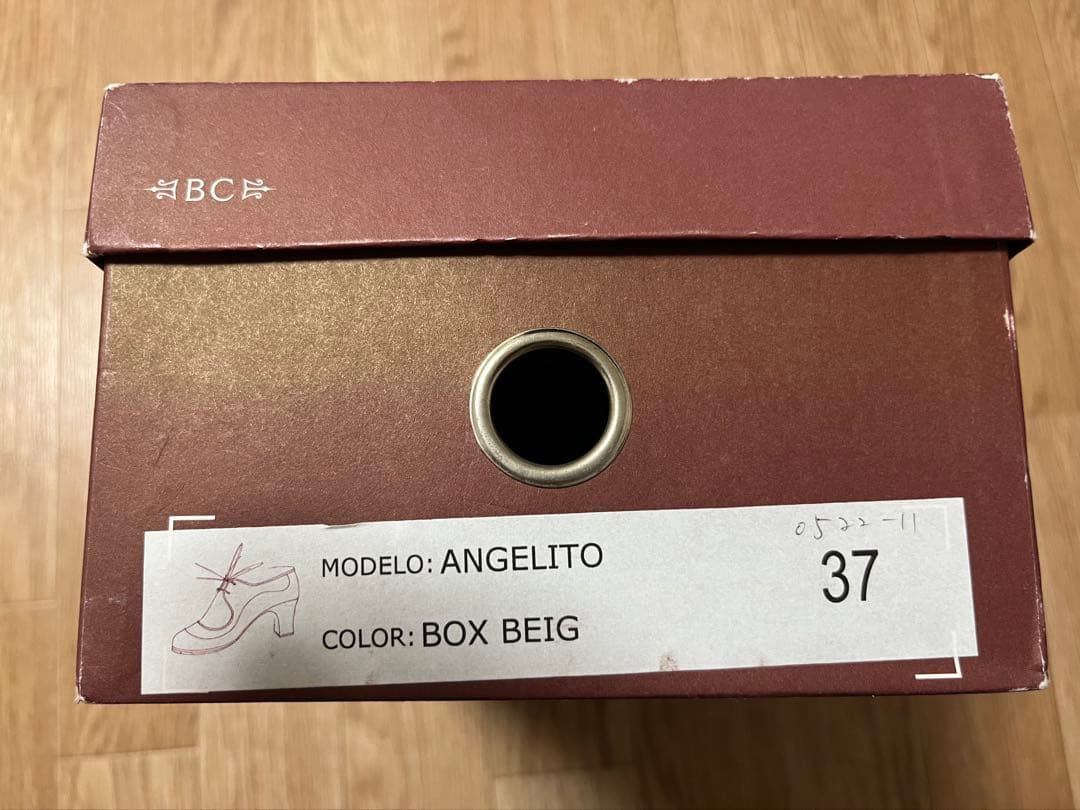 BC
0522-11
MODELO: ANGELITO
37
COLOR: BOX BEIG